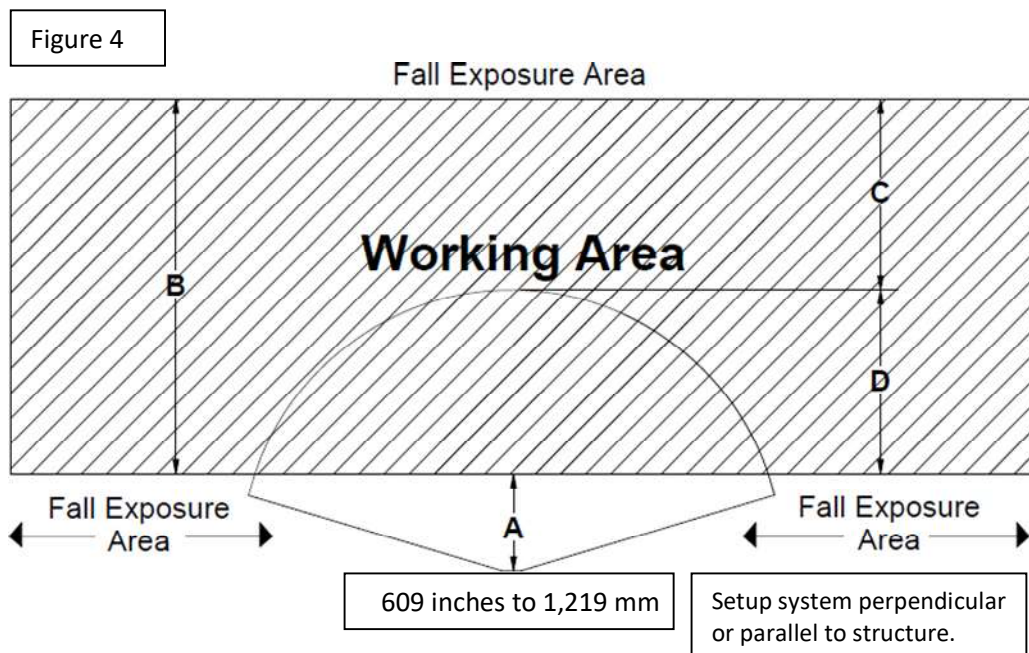 Figure 4
Fall Exposure Area
C
Working Area
B
D
Fall Exposure
Area
A
Fall Exposure
Area
609 inches to 1,219 mm
Setup system perpendicular
or parallel to structure.